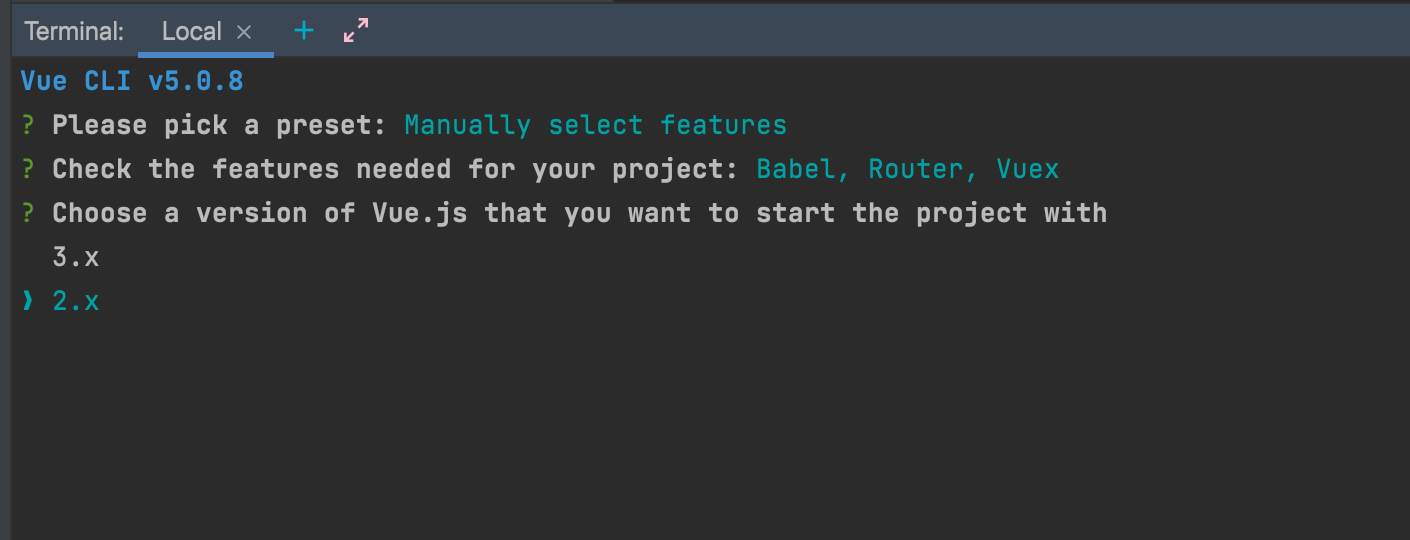 Terminal: Local × +
Vue CLI v5.0.8
? Please pick a preset: Manually select features
? Check the features needed for your project: Babel, Router, Vuex
? Choose a version of Vue.js that you want to start the project with
3.x
❯ 2.x